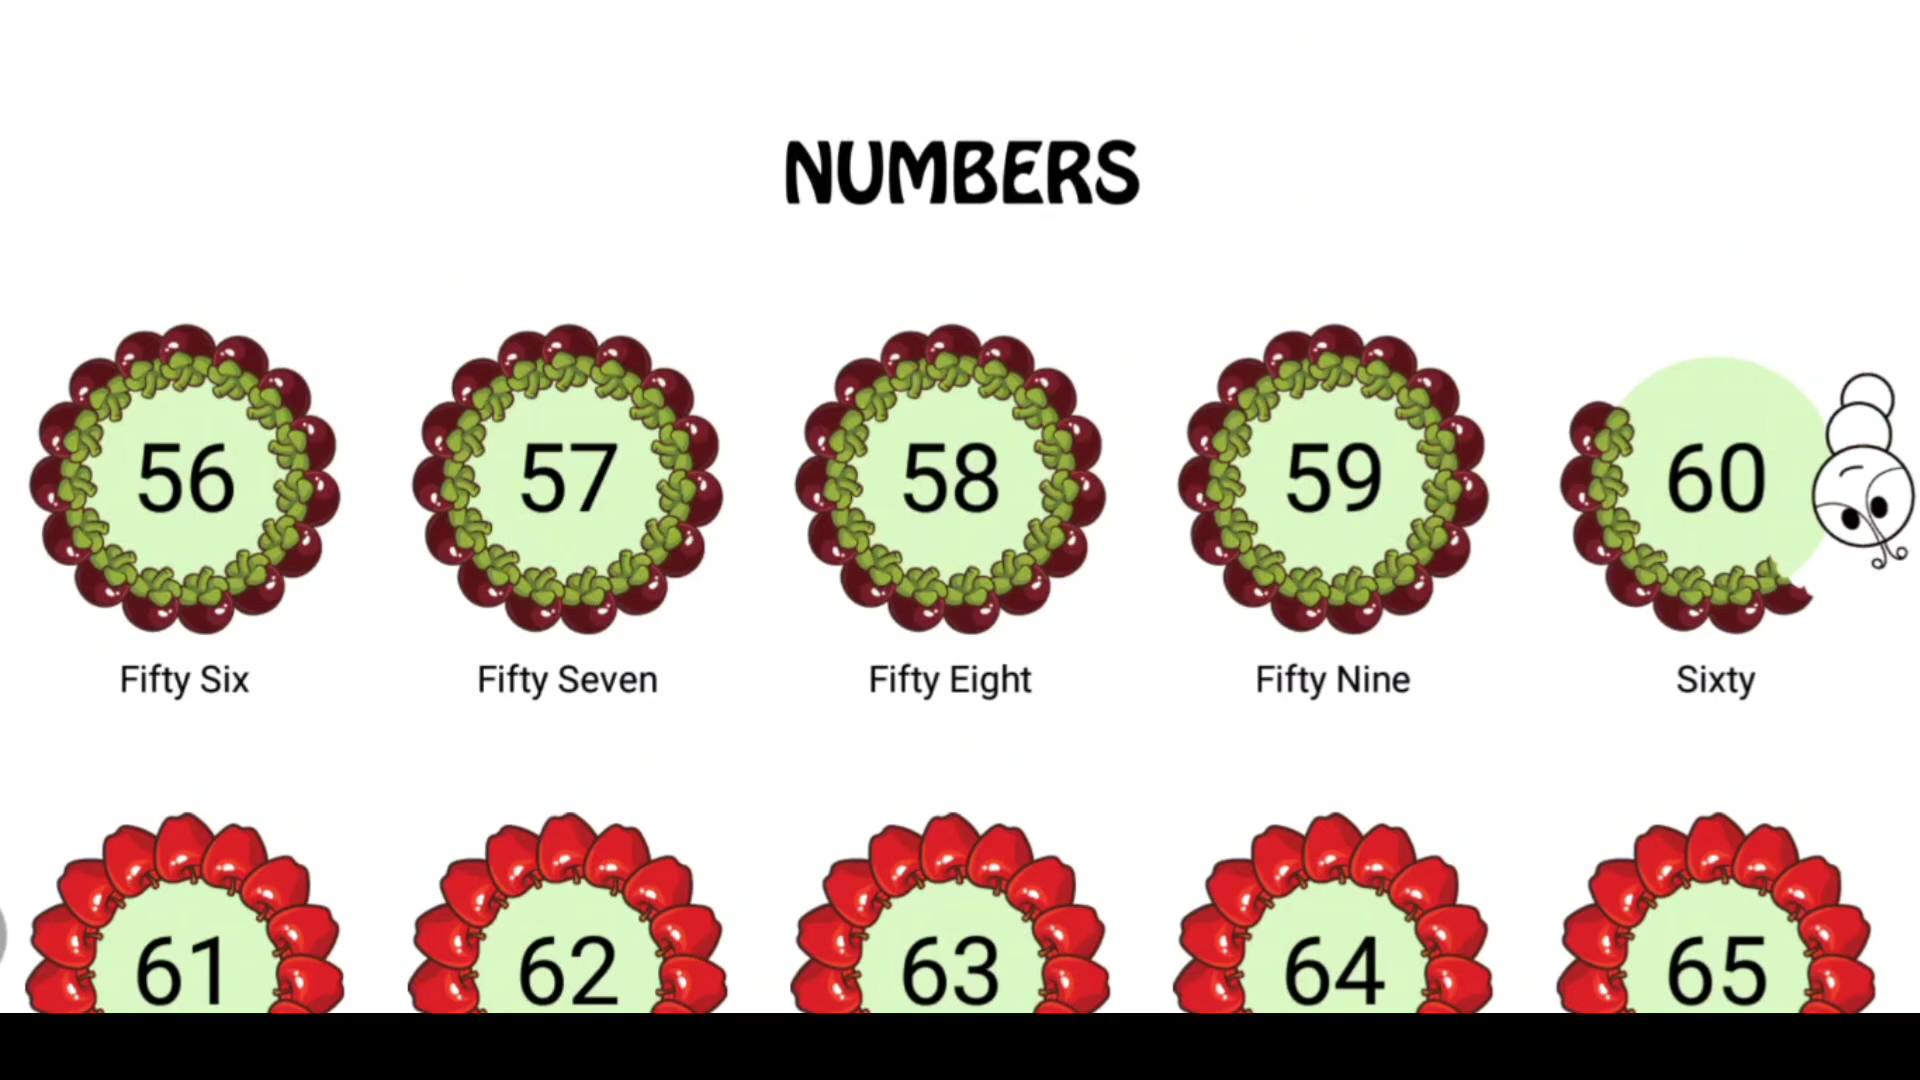 NUMBERS
56 57 58 59 60
Fifty Six Fifty Seven Fifty Eight Fifty Nine Sixty
61 62 63 64 65